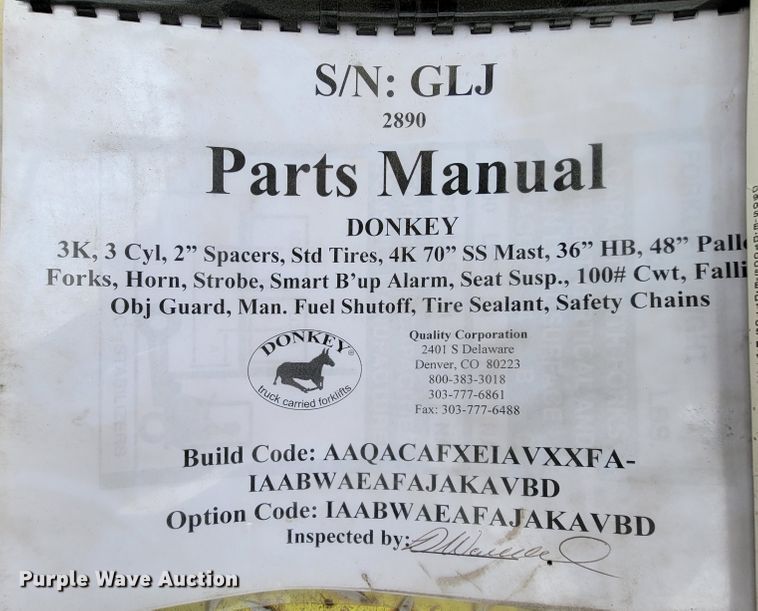 S/N: GLJ
2890
Parts Manual
DONKEY
3K, 3 Cyl, 2” Spacers, Std Tires, 4K 70” SS Mast, 36” HB, 48” Palle
Forks, Horn, Strobe, Smart B’up Alarm, Seat Susp., 100# Cwt, Falli
Obj Guard, Man. Fuel Shutoff, Tire Sealant, Safety Chains
DONKEY®
truck carried forklifts
Quality Corporation
2401 S Delaware
Denver, CO 80223
800-383-3018
303-777-6861
Fax: 303-777-6488
Build Code: AAQACAFXEIAVXXFA-
IAABWAEAFAJAKAVBD
Option Code: IAABWAEAFAJAKAVBD
Inspected by:
Purple Wave Auction